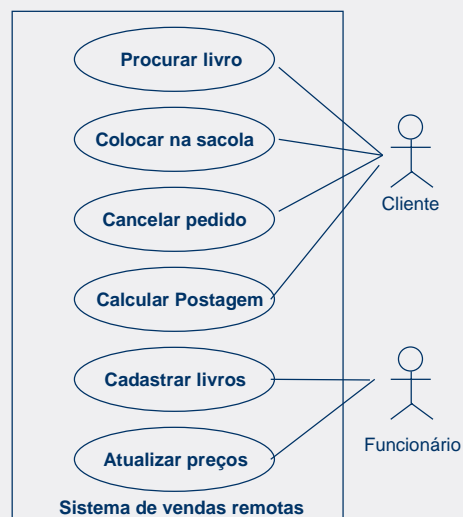 Procurar livro
Colocar na sacola
Cancelar pedido
Cliente
Calcular Postagem
Cadastrar livros
Funcionário
Atualizar preços
Sistema de vendas remotas